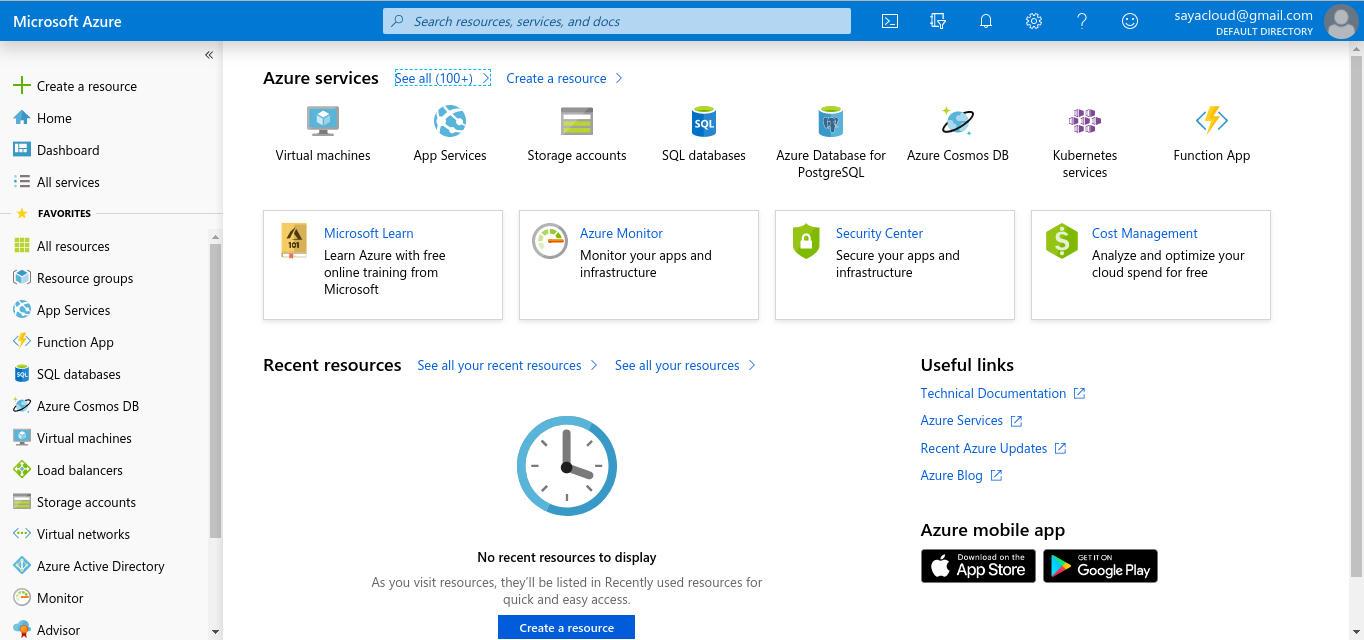 Microsoft Azure
Search resources, services, and docs
sayacloud@gmail.com
DEFAULT DIRECTORY
Create a resource
Home
Dashboard
All services
FAVORITES
All resources
Resource groups
App Services
Function App
SQL databases
Azure Cosmos DB
Virtual machines
Load balancers
Storage accounts
Virtual networks
Azure Active Directory
Monitor
Advisor
Azure services
See all (100+)
Create a resource
Virtual machines
App Services
Storage accounts
SQL
SQL databases
Azure Database for
PostgreSQL
Azure Cosmos DB
Kubernetes
services
Function App
101
Microsoft Learn
Learn Azure with free
online training from
Microsoft
Azure Monitor
Monitor your apps and
infrastructure
Security Center
Secure your apps and
infrastructure
Cost Management
Analyze and optimize your
cloud spend for free
Recent resources
See all your recent resources
See all your resources
No recent resources to display
As you visit resources, they'll be listed in Recently used resources for
quick and easy access.
Create a resource
Useful links
Technical Documentation
Azure Services
Recent Azure Updates
Azure Blog
Azure mobile app
Download on the
App Store
GET IT ON
Google Play